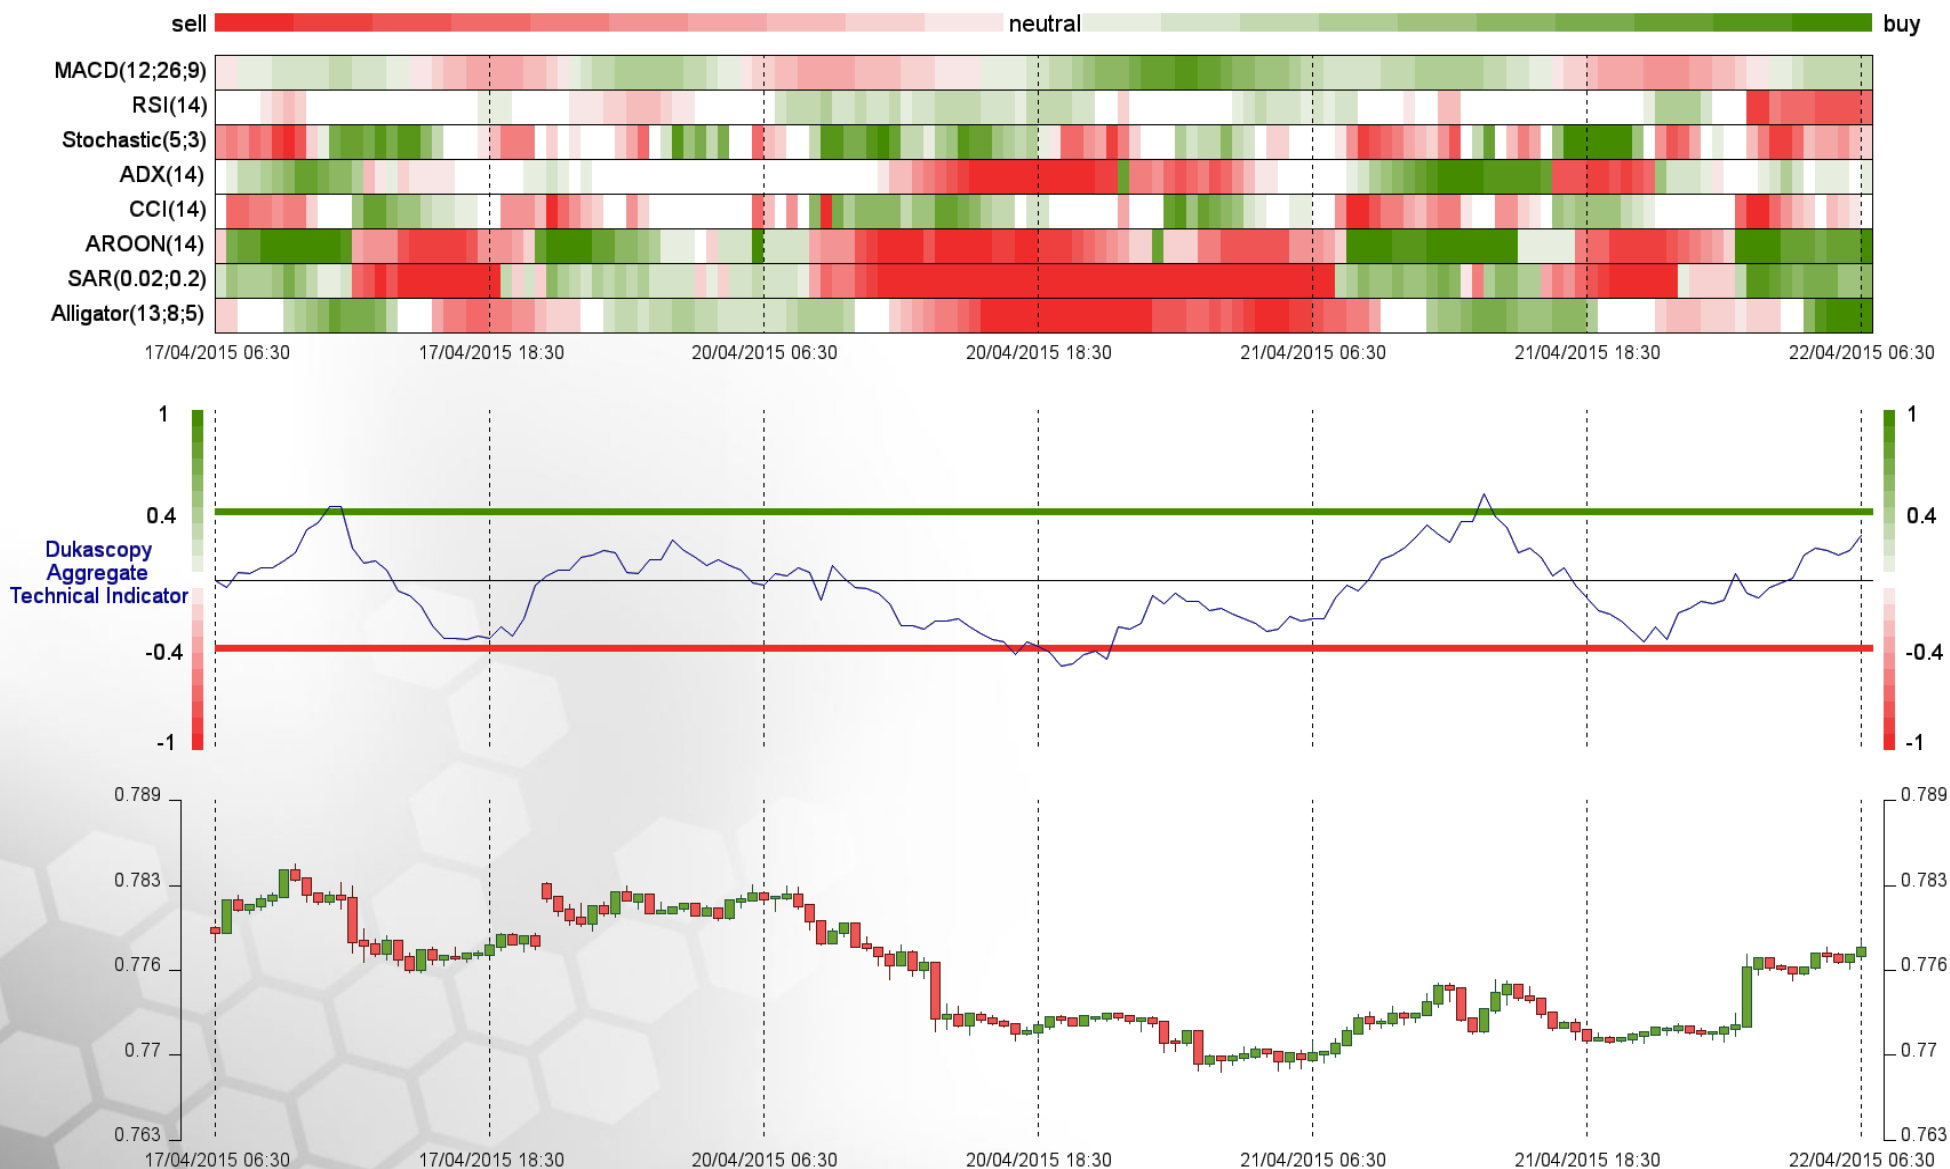 sell neutral buy
MACD(12;26;9)
RSI(14)
Stochastic(5;3)
ADX(14)
CCI(14)
AROON(14)
SAR(0.02;0.2)
Alligator(13;8;5)
17/04/2015 06:30 17/04/2015 18:30 20/04/2015 06:30 20/04/2015 18:30 21/04/2015 06:30 21/04/2015 18:30 22/04/2015 06:30
1 1
0.4 0.4
Dukascopy
Aggregate
Technical Indicator
-0.4 -0.4
-1 -1
0.789 0.789
0.783 0.783
0.776 0.776
0.77 0.77
0.763 0.763
17/04/2015 06:30 17/04/2015 18:30 20/04/2015 06:30 20/04/2015 18:30 21/04/2015 06:30 21/04/2015 18:30 22/04/2015 06:30